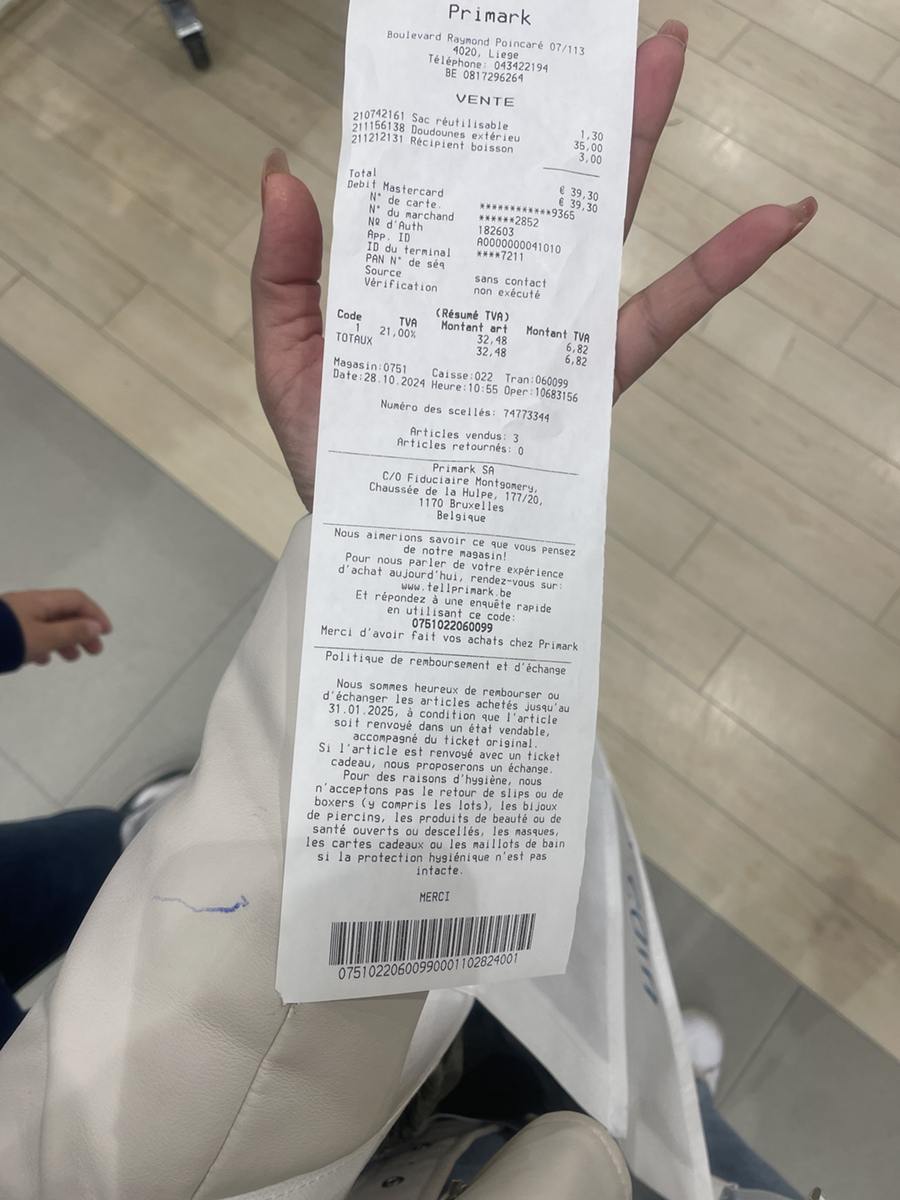 Primark
Boulevard Raymond Poincaré 07/113
4020, Liege
Téléphone: 043422194
BE 0817296264
VENTE
210742161 Sac réutilisable 1,30
211156138 Doudounes extérieu 35,00
211212131 Récipient boisson 3,00
Total € 39,30
Debit Mastercard € 39,30
N° de carte. ************9365
N° du marchand ******2852
Nº d'Auth 182603
App. ID A0000000041010
ID du terminal ****7211
PAN N° de séq
Source sans contact
Vérification non exécuté
(Résumé TVA)
Code TVA Montant art Montant TVA
1 21,00% 32,48 6,82
TOTAUX 32,48 6,82
Magasin:0751 Caisse:022 Tran:060099
Date:28.10.2024 Heure:10:55 Oper:10683156
Numéro des scellés: 74773344
Articles vendus: 3
Articles retournés: 0
Primark SA
C/O Fiduciaire Montgomery,
Chaussée de la Hulpe, 177/20,
1170 Bruxelles
Belgique
Nous aimerions savoir ce que vous pensez
de notre magasin!
Pour nous parler de votre expérience
d'achat aujourd'hui, rendez-vous sur:
www.tellprimark.be
Et répondez à une enquête rapide
en utilisant ce code:
0751022060099
Merci d'avoir fait vos achats chez Primark
Politique de remboursement et d'échange
Nous sommes heureux de rembourser ou
d'échanger les articles achetés jusqu'au
31.01.2025, à condition que l'article
soit renvoyé dans un état vendable,
accompagné du ticket original.
Si l'article est renvoyé avec un ticket
cadeau, nous proposerons un échange.
Pour des raisons d'hygiène, nous
n'acceptons pas le retour de slips ou de
boxers (y compris les lots), les bijoux
de piercing, les produits de beauté ou de
santé ouverts ou descellés, les masques,
les cartes cadeaux ou les maillots de bain
si la protection hygiénique n'est pas
intacte.
MERCI
07510220600990001102824001